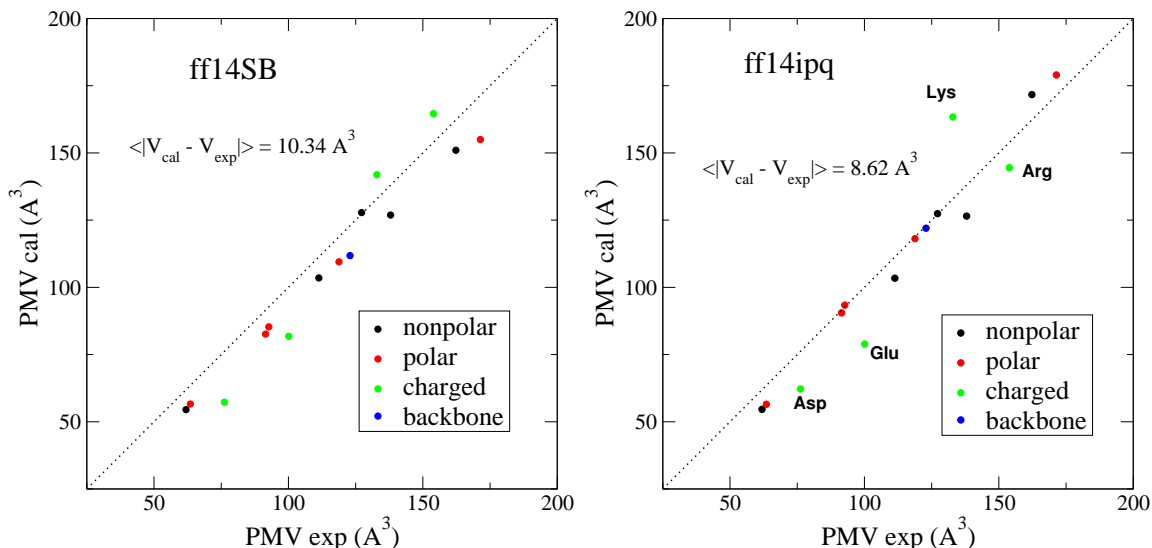 ff14SB
<|V_cal - V_exp|> = 10.34 A^3
PMV cal (A^3)
200
150
100
50
50 100 150 200
PMV exp (A^3)
nonpolar
polar
charged
backbone
ff14ipq
<|V_cal - V_exp|> = 8.62 A^3
Lys
Arg
Glu
Asp
PMV cal (A^3)
200
150
100
50
50 100 150 200
PMV exp (A^3)
nonpolar
polar
charged
backbone